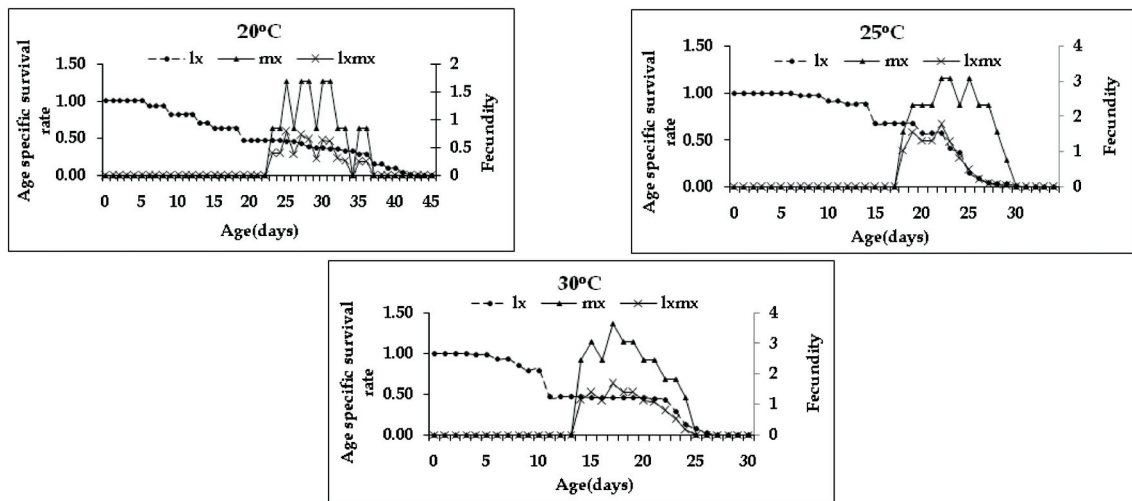 20°C
lx mx lxmx
Age specific survival
rate
1.50
1.00
0.50
0.00
2
1.5
1
0.5
0
Fecundity
0 5 10 15 20 25 30 35 40 45
Age(days)
25°C
lx mx lxmx
Age specific survival
rate
1.50
1.00
0.50
0.00
4
3
2
1
0
Fecundity
0 5 10 15 20 25 30
Age(days)
30°C
lx mx lxmx
Age specific survival
rate
1.50
1.00
0.50
0.00
4
3
2
1
0
Fecundity
0 5 10 15 20 25 30
Age(days)